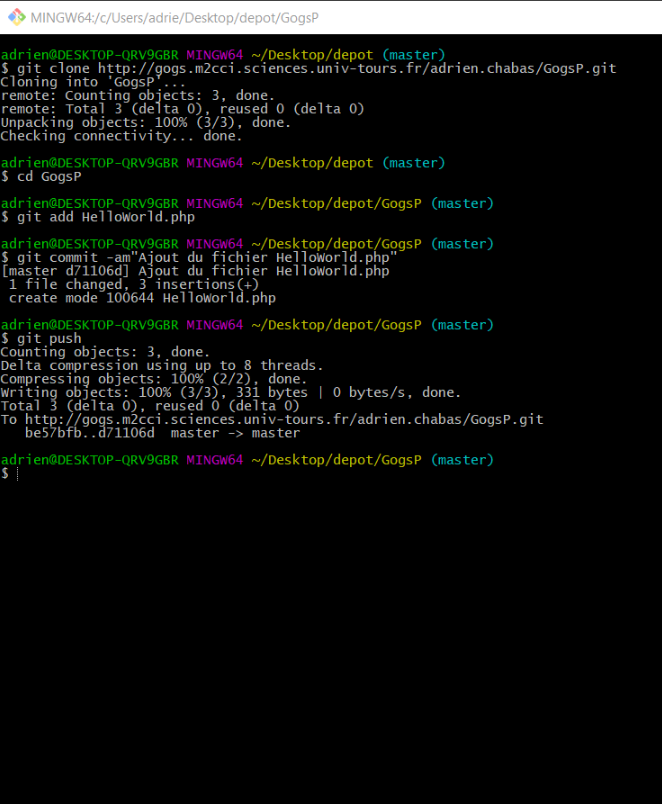 MINGW64:/c/Users/adrie/Desktop/depot/GogsP
adrien@DESKTOP-QRV9GBR MINGW64 ~/Desktop/depot (master)
$ git clone http://gogs.m2cci.sciences.univ-tours.fr/adrien.chabas/GogsP.git
Cloning into 'GogsP'...
remote: Counting objects: 3, done.
remote: Total 3 (delta 0), reused 0 (delta 0)
Unpacking objects: 100% (3/3), done.
Checking connectivity... done.
adrien@DESKTOP-QRV9GBR MINGW64 ~/Desktop/depot (master)
$ cd GogsP
adrien@DESKTOP-QRV9GBR MINGW64 ~/Desktop/depot/GogsP (master)
$ git add HelloWorld.php
adrien@DESKTOP-QRV9GBR MINGW64 ~/Desktop/depot/GogsP (master)
$ git commit -am"Ajout du fichier HelloWorld.php"
[master d71106d] Ajout du fichier HelloWorld.php
 1 file changed, 3 insertions(+)
 create mode 100644 HelloWorld.php
adrien@DESKTOP-QRV9GBR MINGW64 ~/Desktop/depot/GogsP (master)
$ git push
Counting objects: 3, done.
Delta compression using up to 8 threads.
Compressing objects: 100% (2/2), done.
Writing objects: 100% (3/3), 331 bytes | 0 bytes/s, done.
Total 3 (delta 0), reused 0 (delta 0)
To http://gogs.m2cci.sciences.univ-tours.fr/adrien.chabas/GogsP.git
   be57bfb..d71106d  master -> master
adrien@DESKTOP-QRV9GBR MINGW64 ~/Desktop/depot/GogsP (master)
$